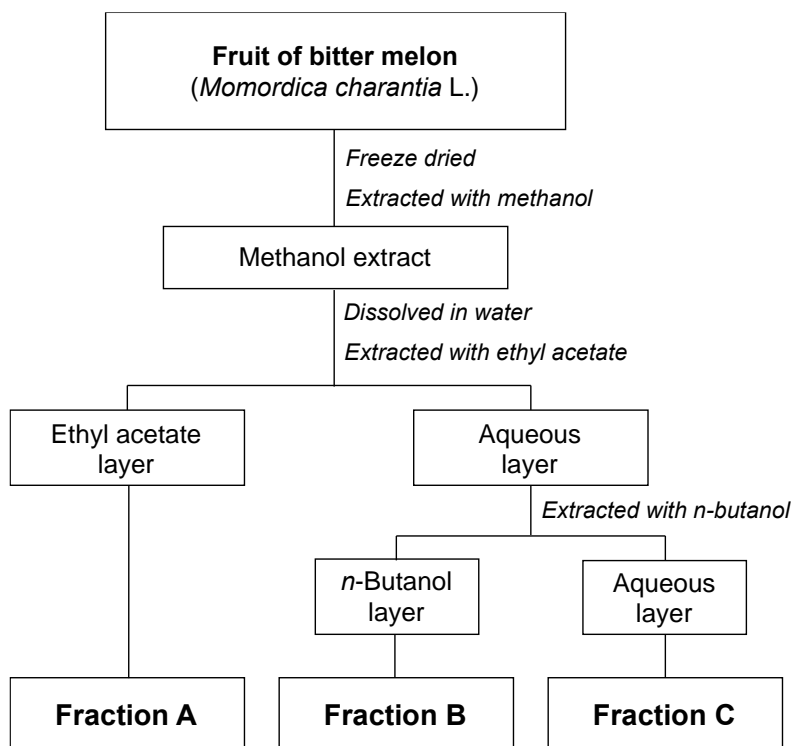 Fruit of bitter melon
(Momordica charantia L.)
Freeze dried
Extracted with methanol
Methanol extract
Dissolved in water
Extracted with ethyl acetate
Ethyl acetate
layer
Aqueous
layer
Extracted with n-butanol
n-Butanol
layer
Aqueous
layer
Fraction A
Fraction B
Fraction C